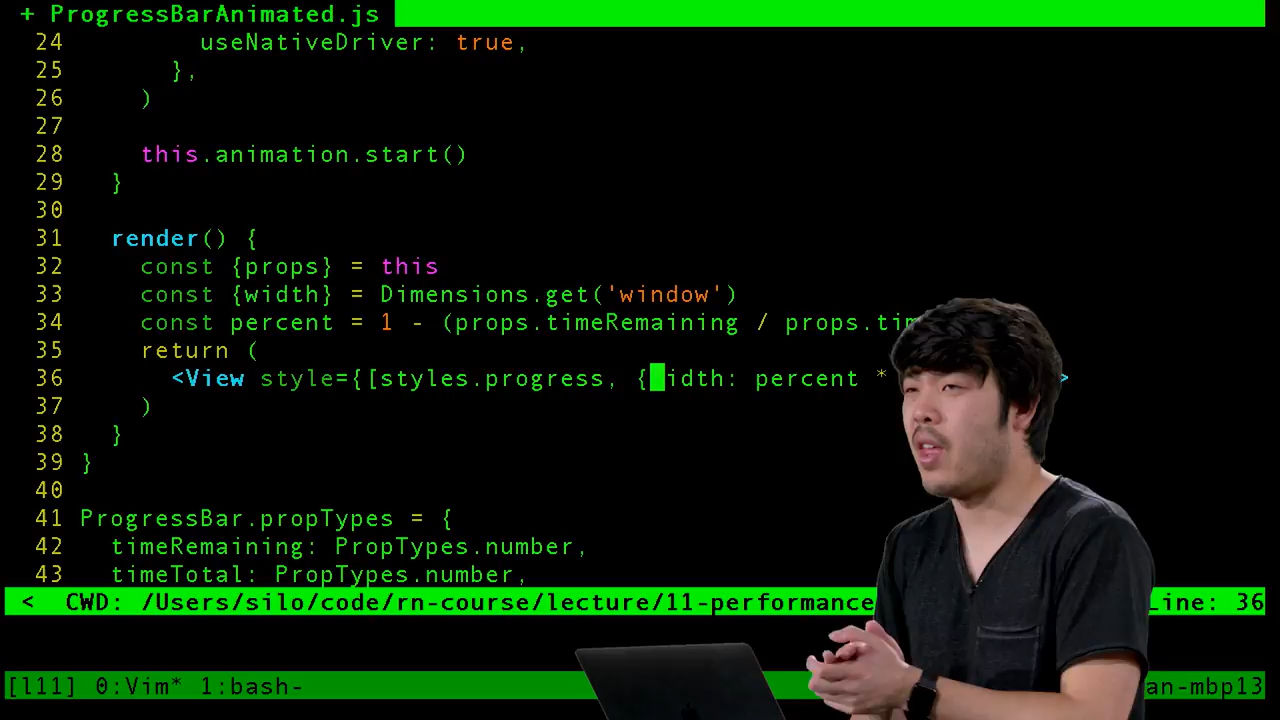 + ProgressBarAnimated.js
24 useNativeDriver: true,
25 },
26 )
27
28 this.animation.start()
29 }
30
31 render() {
32 const {props} = this
33 const {width} = Dimensions.get('window')
34 const percent = 1 - (props.timeRemaining / props.tim
35 return (
36 <View style={[styles.progress, {width: percent * >
37 )
38 }
39 }
40
41 ProgressBar.propTypes = {
42 timeRemaining: PropTypes.number,
43 timeTotal: PropTypes.number,
< CWD: /Users/silo/code/rn-course/lecture/11-performance Line: 36
[l11] 0:Vim* 1:bash- an-mbp13